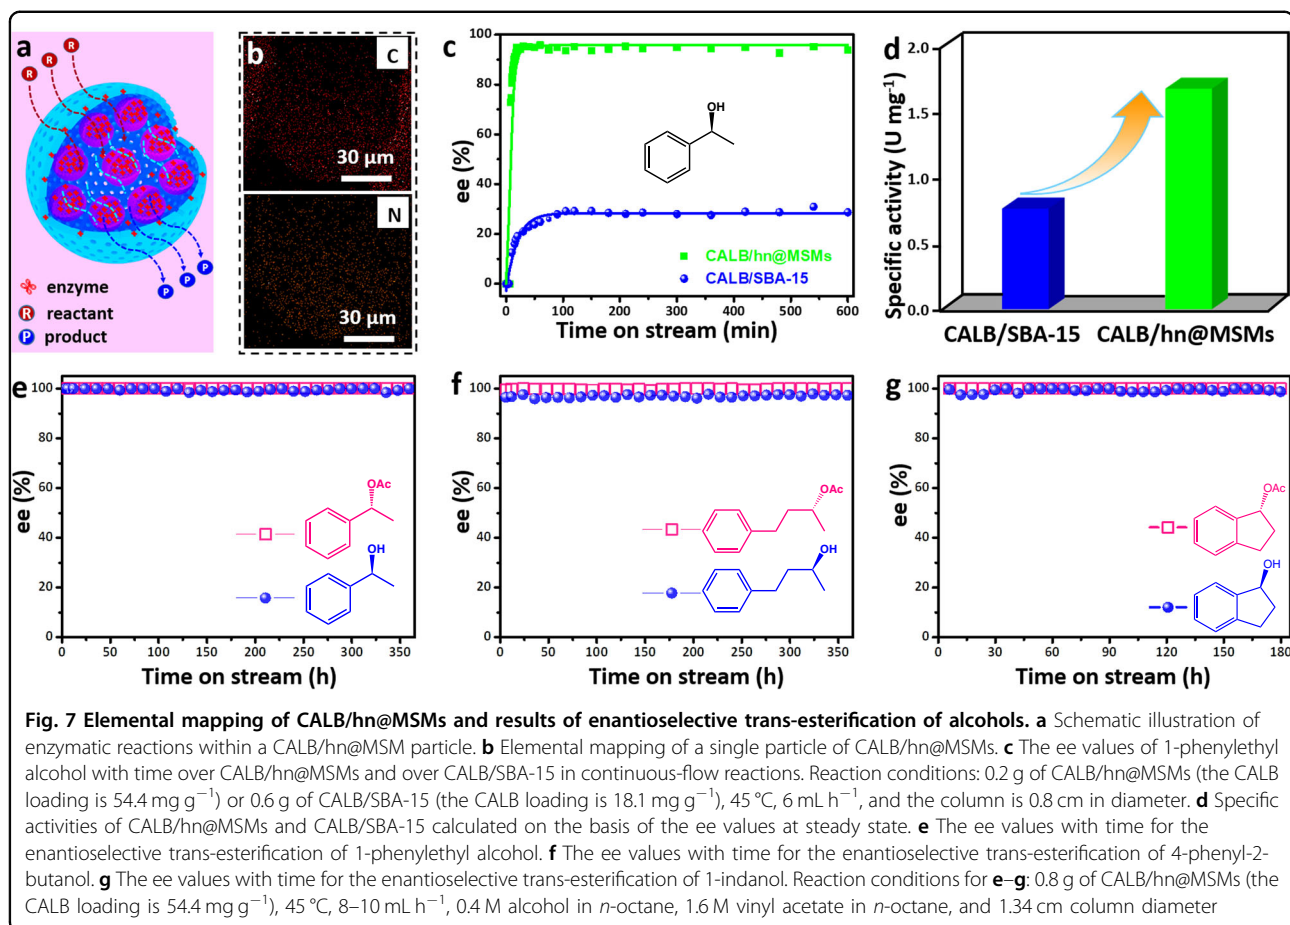 a
R
R
R
P
P
P
enzyme
R reactant
P product
b
C
30 µm
N
30 µm
c
100
80
60
40
20
0
ee (%)
OH
CALB/hn@MSMs
CALB/SBA-15
0 100 200 300 400 500 600
Time on stream (min)
d
2.0
1.5
1.0
0.5
0.0
Specific activity (U mg⁻¹)
CALB/SBA-15 CALB/hn@MSMs
e
100
80
60
40
20
0
ee (%)
OAc
OH
0 50 100 150 200 250 300 350
Time on stream (h)
f
100
80
60
40
20
0
ee (%)
OAc
OH
0 50 100 150 200 250 300 350
Time on stream (h)
g
100
80
60
40
20
0
ee (%)
OAc
OH
0 30 60 90 120 150 180
Time on stream (h)
Fig. 7 Elemental mapping of CALB/hn@MSMs and results of enantioselective trans-esterification of alcohols. a Schematic illustration of
enzymatic reactions within a CALB/hn@MSM particle. b Elemental mapping of a single particle of CALB/hn@MSMs. c The ee values of 1-phenylethyl
alcohol with time over CALB/hn@MSMs and over CALB/SBA-15 in continuous-flow reactions. Reaction conditions: 0.2 g of CALB/hn@MSMs (the CALB
loading is 54.4 mg g⁻¹) or 0.6 g of CALB/SBA-15 (the CALB loading is 18.1 mg g⁻¹), 45 °C, 6 mL h⁻¹, and the column is 0.8 cm in diameter. d Specific
activities of CALB/hn@MSMs and CALB/SBA-15 calculated on the basis of the ee values at steady state. e The ee values with time for the
enantioselective trans-esterification of 1-phenylethyl alcohol. f The ee values with time for the enantioselective trans-esterification of 4-phenyl-2-
butanol. g The ee values with time for the enantioselective trans-esterification of 1-indanol. Reaction conditions for e–g: 0.8 g of CALB/hn@MSMs (the
CALB loading is 54.4 mg g⁻¹), 45 °C, 8–10 mL h⁻¹, 0.4 M alcohol in n-octane, 1.6 M vinyl acetate in n-octane, and 1.34 cm column diameter